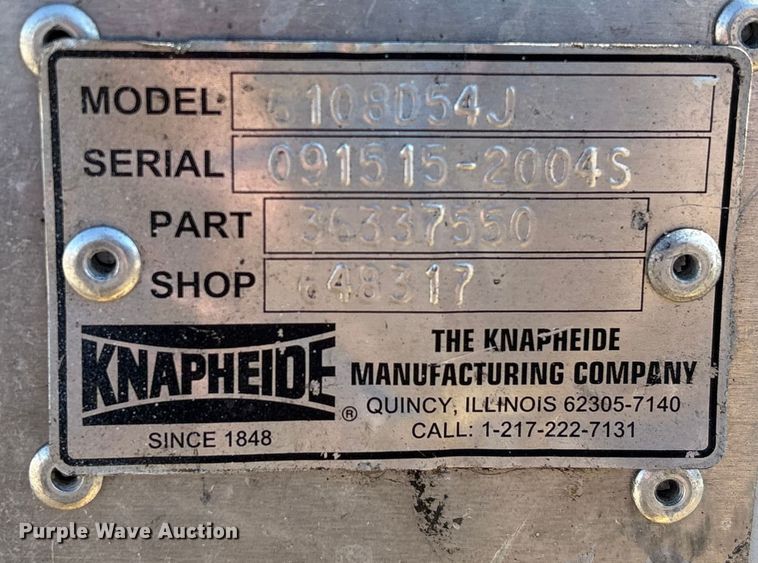 MODEL 6108D54J
SERIAL 091515-2004S
PART 36337550
SHOP 648317
KNAPHEIDE ®
SINCE 1848
THE KNAPHEIDE
MANUFACTURING COMPANY
QUINCY, ILLINOIS 62305-7140
CALL: 1-217-222-7131
Purple Wave Auction